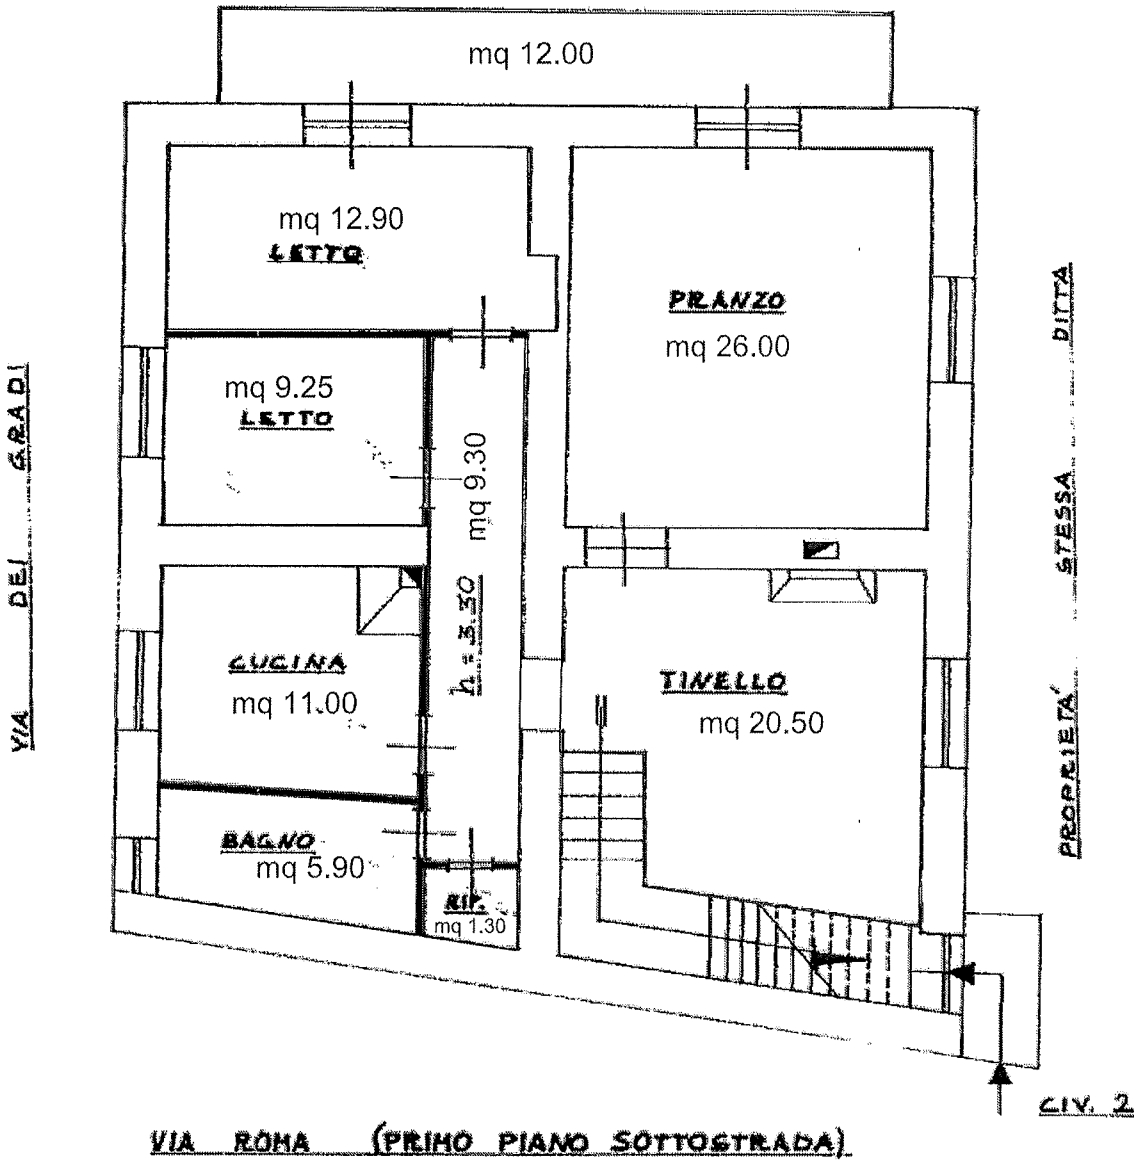 mq 12.00
mq 12.90
LETTO
PRANZO
mq 26.00
mq 9.25
LETTO
mq 9.30
h = 3.30
CUCINA
mq 11.00
TINELLO
mq 20.50
BAGNO
mq 5.90
RIP.
mq 1.30
VIA DEI GRADI
PROPRIETÁ STESSA DITTA
CIV. 2
VIA ROMA (PRIMO PIANO SOTTOSTRADA)